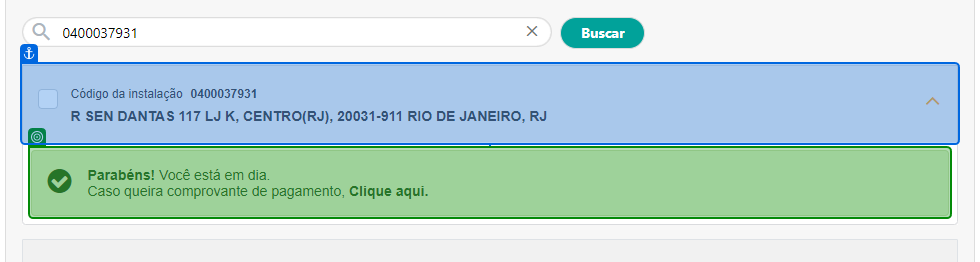 0400037931
Buscar
Código da instalação 0400037931
R SEN DANTAS 117 LJ K, CENTRO(RJ), 20031-911 RIO DE JANEIRO, RJ
Parabéns! Você está em dia.
Caso queira comprovante de pagamento, Clique aqui.